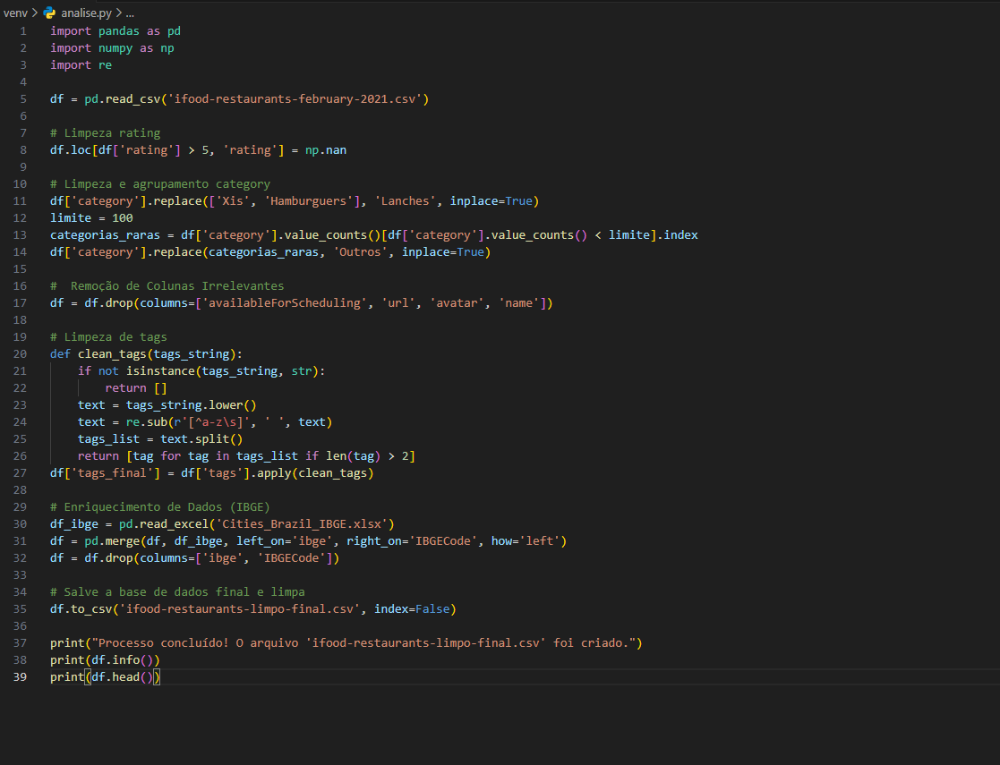 venv > analise.py > ...
1 import pandas as pd
2 import numpy as np
3 import re
4
5 df = pd.read_csv('ifood-restaurants-february-2021.csv')
6
7 # Limpeza rating
8 df.loc[df['rating'] > 5, 'rating'] = np.nan
9
10 # Limpeza e agrupamento category
11 df['category'].replace(['Xis', 'Hamburguers'], 'Lanches', inplace=True)
12 limite = 100
13 categorias_raras = df['category'].value_counts()[df['category'].value_counts() < limite].index
14 df['category'].replace(categorias_raras, 'Outros', inplace=True)
15
16 #  Remoção de Colunas Irrelevantes
17 df = df.drop(columns=['availableForScheduling', 'url', 'avatar', 'name'])
18
19 # Limpeza de tags
20 def clean_tags(tags_string):
21     if not isinstance(tags_string, str):
22         return []
23     text = tags_string.lower()
24     text = re.sub(r'[^a-z\s]', ' ', text)
25     tags_list = text.split()
26     return [tag for tag in tags_list if len(tag) > 2]
27 df['tags_final'] = df['tags'].apply(clean_tags)
28
29 # Enriquecimento de Dados (IBGE)
30 df_ibge = pd.read_excel('Cities_Brazil_IBGE.xlsx')
31 df = pd.merge(df, df_ibge, left_on='ibge', right_on='IBGECode', how='left')
32 df = df.drop(columns=['ibge', 'IBGECode'])
33
34 # Salve a base de dados final e limpa
35 df.to_csv('ifood-restaurants-limpo-final.csv', index=False)
36
37 print("Processo concluído! O arquivo 'ifood-restaurants-limpo-final.csv' foi criado.")
38 print(df.info())
39 print(df.head())